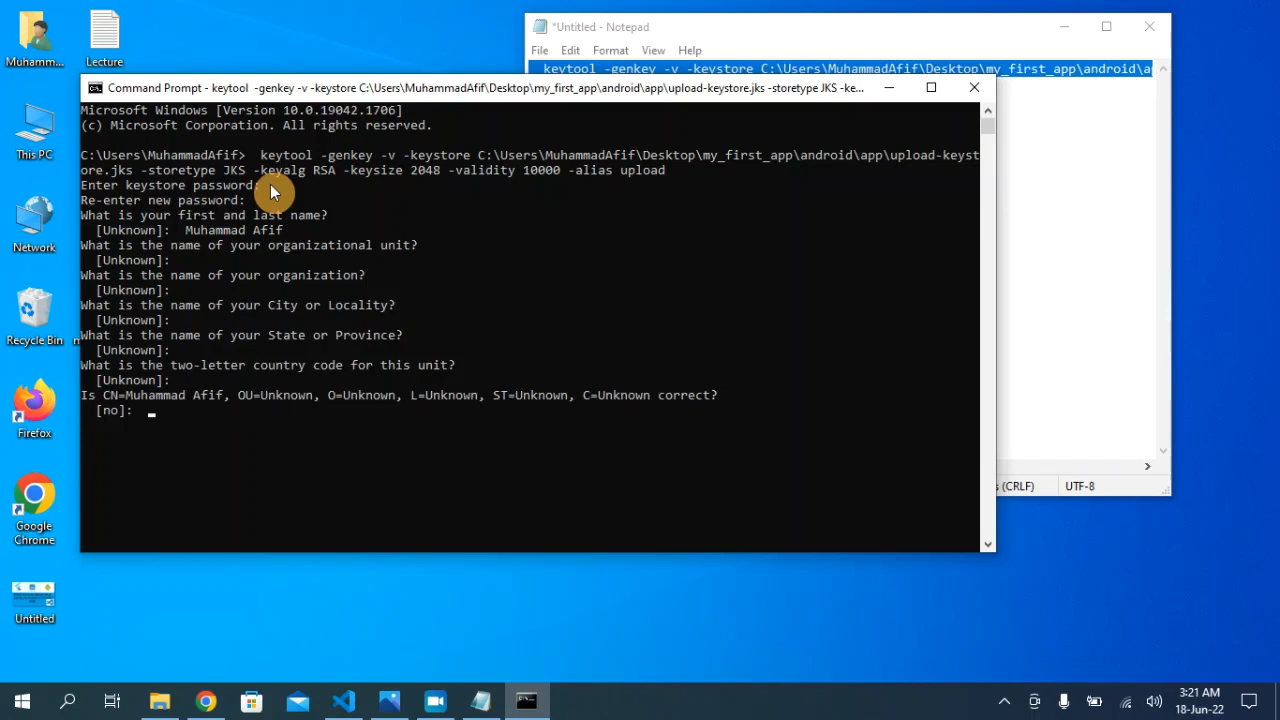 Muhamm...
Lecture
This PC
Network
Recycle Bin
Firefox
Google
Chrome
Untitled
*Untitled - Notepad
File Edit Format View Help
keytool -genkey -v -keystore C:\Users\MuhammadAfif\Desktop\my_first_app\android\a
Command Prompt - keytool -genkey -v -keystore C:\Users\MuhammadAfif\Desktop\my_first_app\android\app\upload-keystore.jks -storetype JKS -ke...
Microsoft Windows [Version 10.0.19042.1706]
(c) Microsoft Corporation. All rights reserved.
C:\Users\MuhammadAfif> keytool -genkey -v -keystore C:\Users\MuhammadAfif\Desktop\my_first_app\android\app\upload-keyst
ore.jks -storetype JKS -keyalg RSA -keysize 2048 -validity 10000 -alias upload
Enter keystore password:
Re-enter new password:
What is your first and last name?
[Unknown]: Muhammad Afif
What is the name of your organizational unit?
[Unknown]:
What is the name of your organization?
[Unknown]:
What is the name of your City or Locality?
[Unknown]:
What is the name of your State or Province?
[Unknown]:
What is the two-letter country code for this unit?
[Unknown]:
Is CN=Muhammad Afif, OU=Unknown, O=Unknown, L=Unknown, ST=Unknown, C=Unknown correct?
[no]:
(CRLF) UTF-8
3:21 AM
18-Jun-22